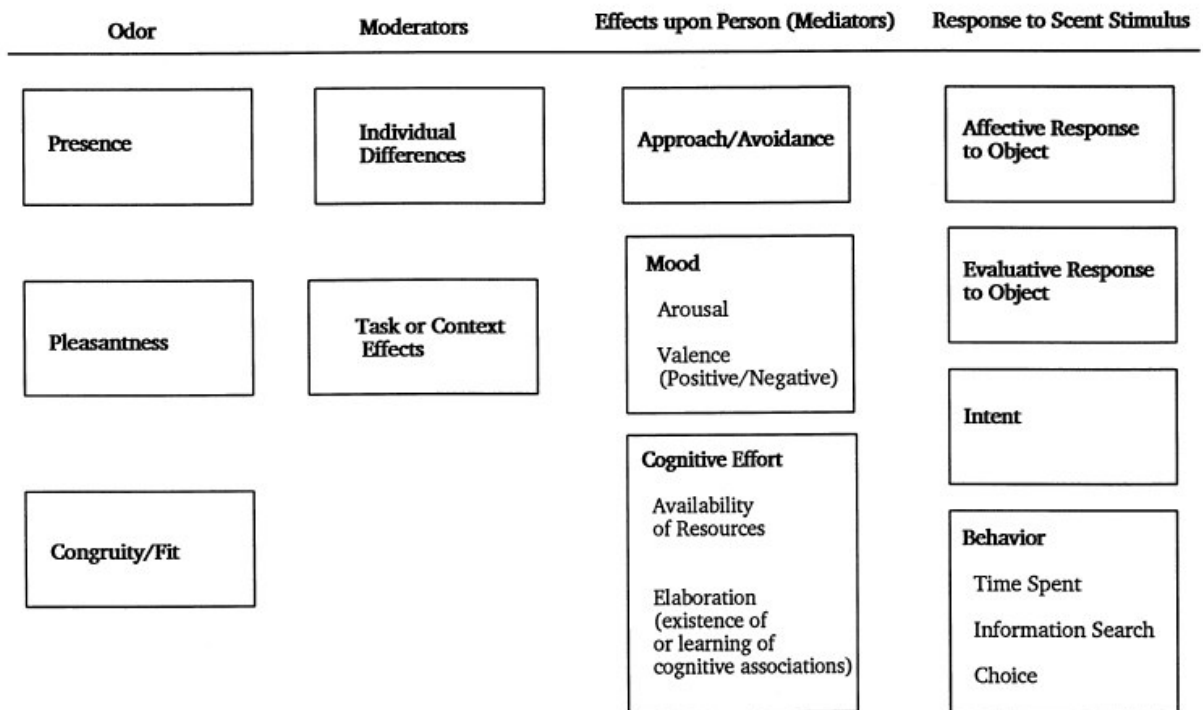 Odor
Moderators
Effects upon Person (Mediators)
Response to Scent Stimulus
Presence
Pleasantness
Congruity/Fit
Individual
Differences
Task or Context
Effects
Approach/Avoidance
Mood
Arousal
Valence
(Positive/Negative)
Cognitive Effort
Availability
of Resources
Elaboration
(existence of
or learning of
cognitive associations)
Affective Response
to Object
Evaluative Response
to Object
Intent
Behavior
Time Spent
Information Search
Choice